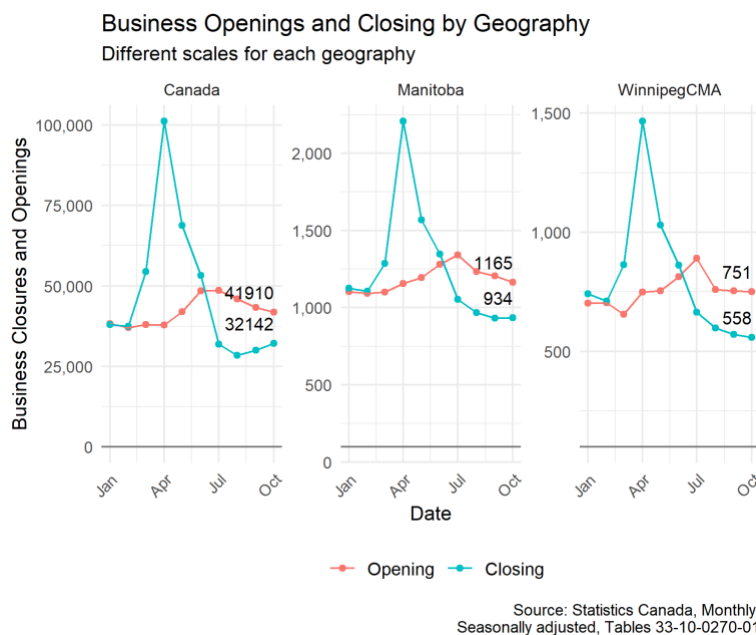 Business Openings and Closing by Geography
Different scales for each geography
Canada
Manitoba
WinnipegCMA
Business Closures and Openings
100,000
75,000
50,000
25,000
0
41910
32142
Jan
Apr
Jul
Oct
2,000
1,500
1,000
500
0
1165
934
Jan
Apr
Jul
Oct
1,500
1,000
500
751
558
Jan
Apr
Jul
Oct
Date
Opening
Closing
Source: Statistics Canada, Monthly,
Seasonally adjusted, Tables 33-10-0270-01